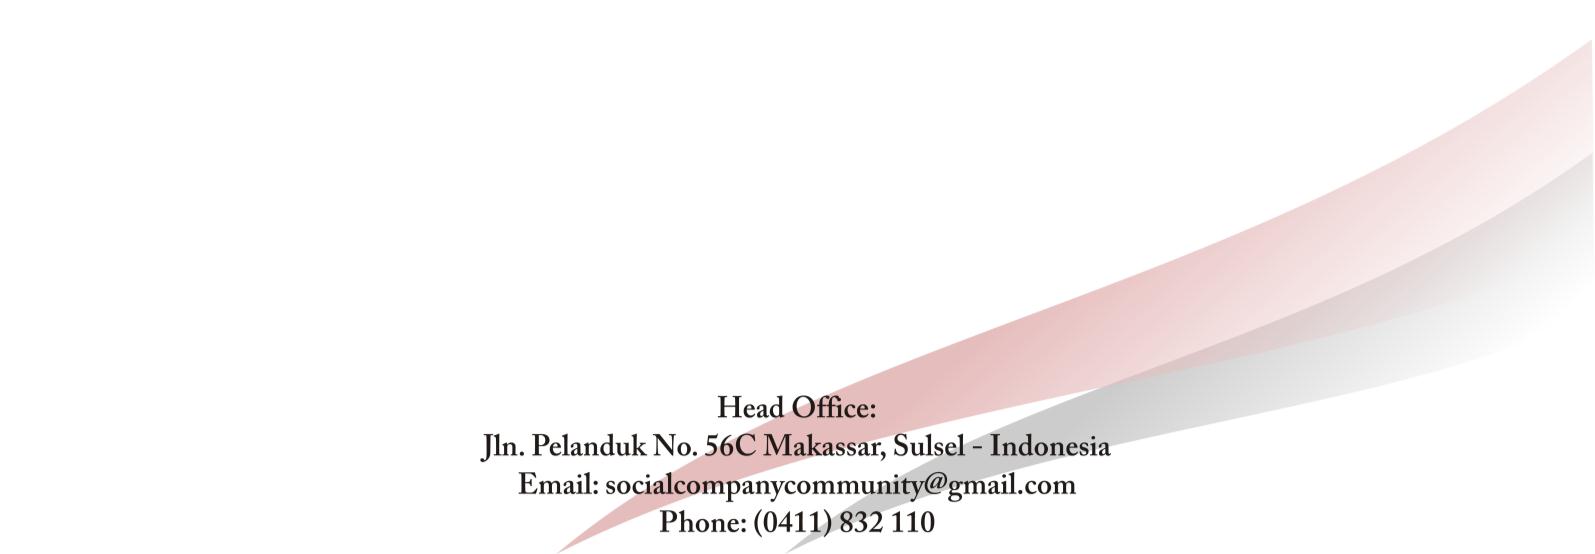 Head Office:
Jln. Pelanduk No. 56C Makassar, Sulsel - Indonesia
Email: socialcompanycommunity@gmail.com
Phone: (0411) 832 110